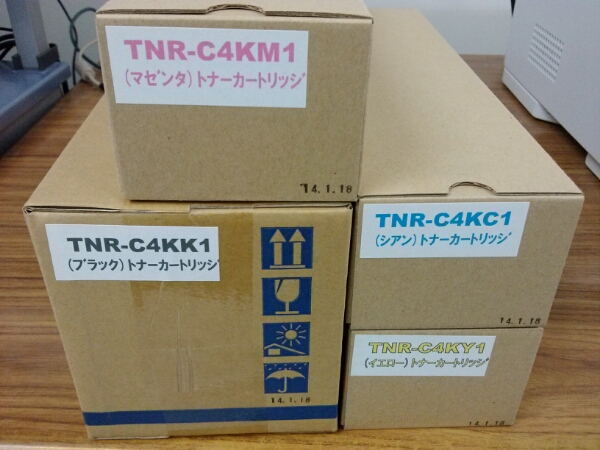 TNR-C4KM1
(マゼンタ)トナーカートリッジ
14.1.18
TNR-C4KK1
(ブラック)トナーカートリッジ
14.1.18
TNR-C4KC1
(シアン)トナーカートリッジ
14.1.18
TNR-C4KY1
(イエロー)トナーカートリッジ
14.1.18